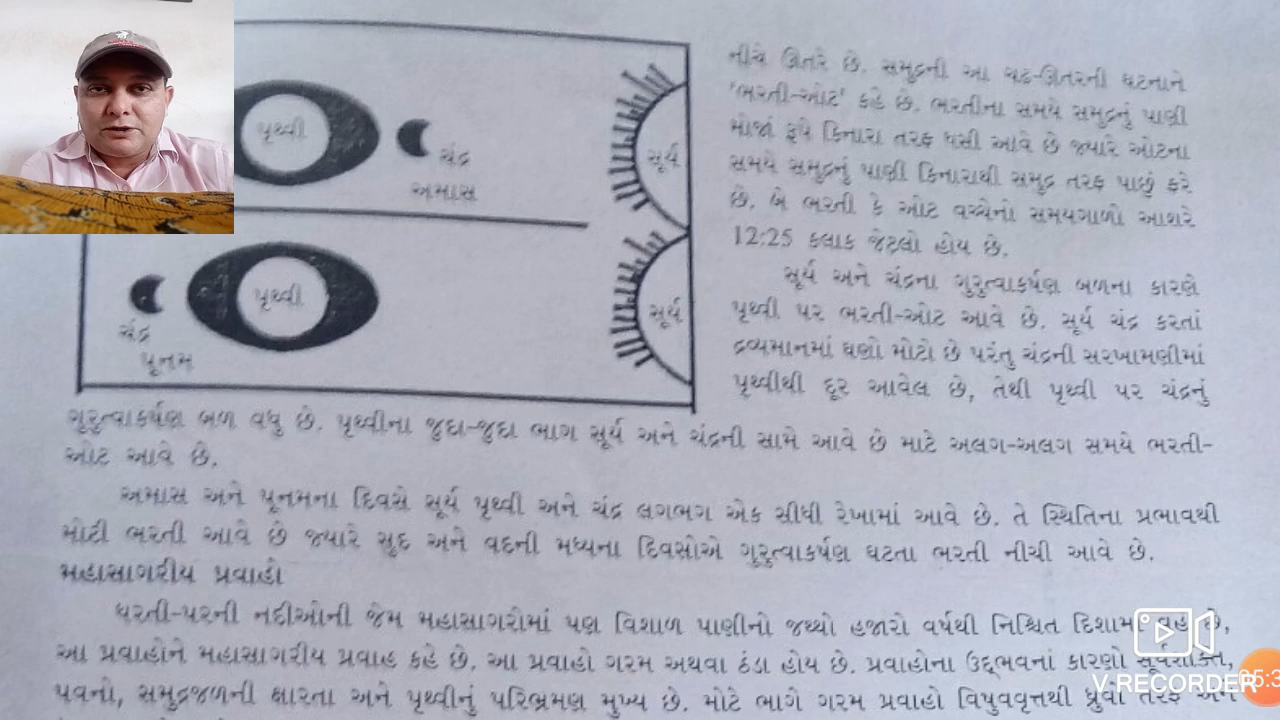 પૃથ્વી
ચંદ્ર
અમાસ
સૂર્ય
પૃથ્વી
ચંદ્ર
પૂનમ
સૂર્ય
નીચે ઊતરે છે. સમુદ્રની આ ચઢ-ઊતરની ઘટનાને
'ભરતી-ઓટ' કહે છે. ભરતીના સમયે સમુદ્રનું પાણી
મોજાં રૂપે કિનારા તરફ ધસી આવે છે જ્યારે ઓટના
સમયે સમુદ્રનું પાણી કિનારાથી સમુદ્ર તરફ પાછું ફરે
છે. બે ભરતી કે ઓટ વચ્ચેનો સમયગાળો આશરે
12:25 કલાક જેટલો હોય છે.
સૂર્ય અને ચંદ્રના ગુરુત્વાકર્ષણ બળના કારણે
પૃથ્વી પર ભરતી-ઓટ આવે છે. સૂર્ય ચંદ્ર કરતાં
દ્રવ્યમાનમાં ઘણો મોટો છે પરંતુ ચંદ્રની સરખામણીમાં
પૃથ્વીથી દૂર આવેલ છે, તેથી પૃથ્વી પર ચંદ્રનું
ગુરુત્વાકર્ષણ બળ વધુ છે. પૃથ્વીના જુદા-જુદા ભાગ સૂર્ય અને ચંદ્રની સામે આવે છે માટે અલગ-અલગ સમયે ભરતી-
ઓટ આવે છે.
અમાસ અને પૂનમના દિવસે સૂર્ય પૃથ્વી અને ચંદ્ર લગભગ એક સીધી રેખામાં આવે છે. તે સ્થિતિના પ્રભાવથી
મોટી ભરતી આવે છે જ્યારે સુદ અને વદની મધ્યના દિવસોએ ગુરુત્વાકર્ષણ ઘટતા ભરતી નીચી આવે છે.
મહાસાગરીય પ્રવાહો
ધરતી-પરની નદીઓની જેમ મહાસાગરોમાં પણ વિશાળ પાણીનો જથ્થો હજારો વર્ષથી નિશ્ચિત દિશામાં વહે છે,
આ પ્રવાહોને મહાસાગરીય પ્રવાહ કહે છે. આ પ્રવાહો ગરમ અથવા ઠંડા હોય છે. પ્રવાહોના ઉદ્ભવનાં કારણો સૂર્યશક્તિ,
પવનો, સમુદ્રજળની ક્ષારતા અને પૃથ્વીનું પરિભ્રમણ મુખ્ય છે. મોટે ભાગે ગરમ પ્રવાહો વિષુવવૃત્તથી ધ્રુવો તરફ અને
V RECORDER